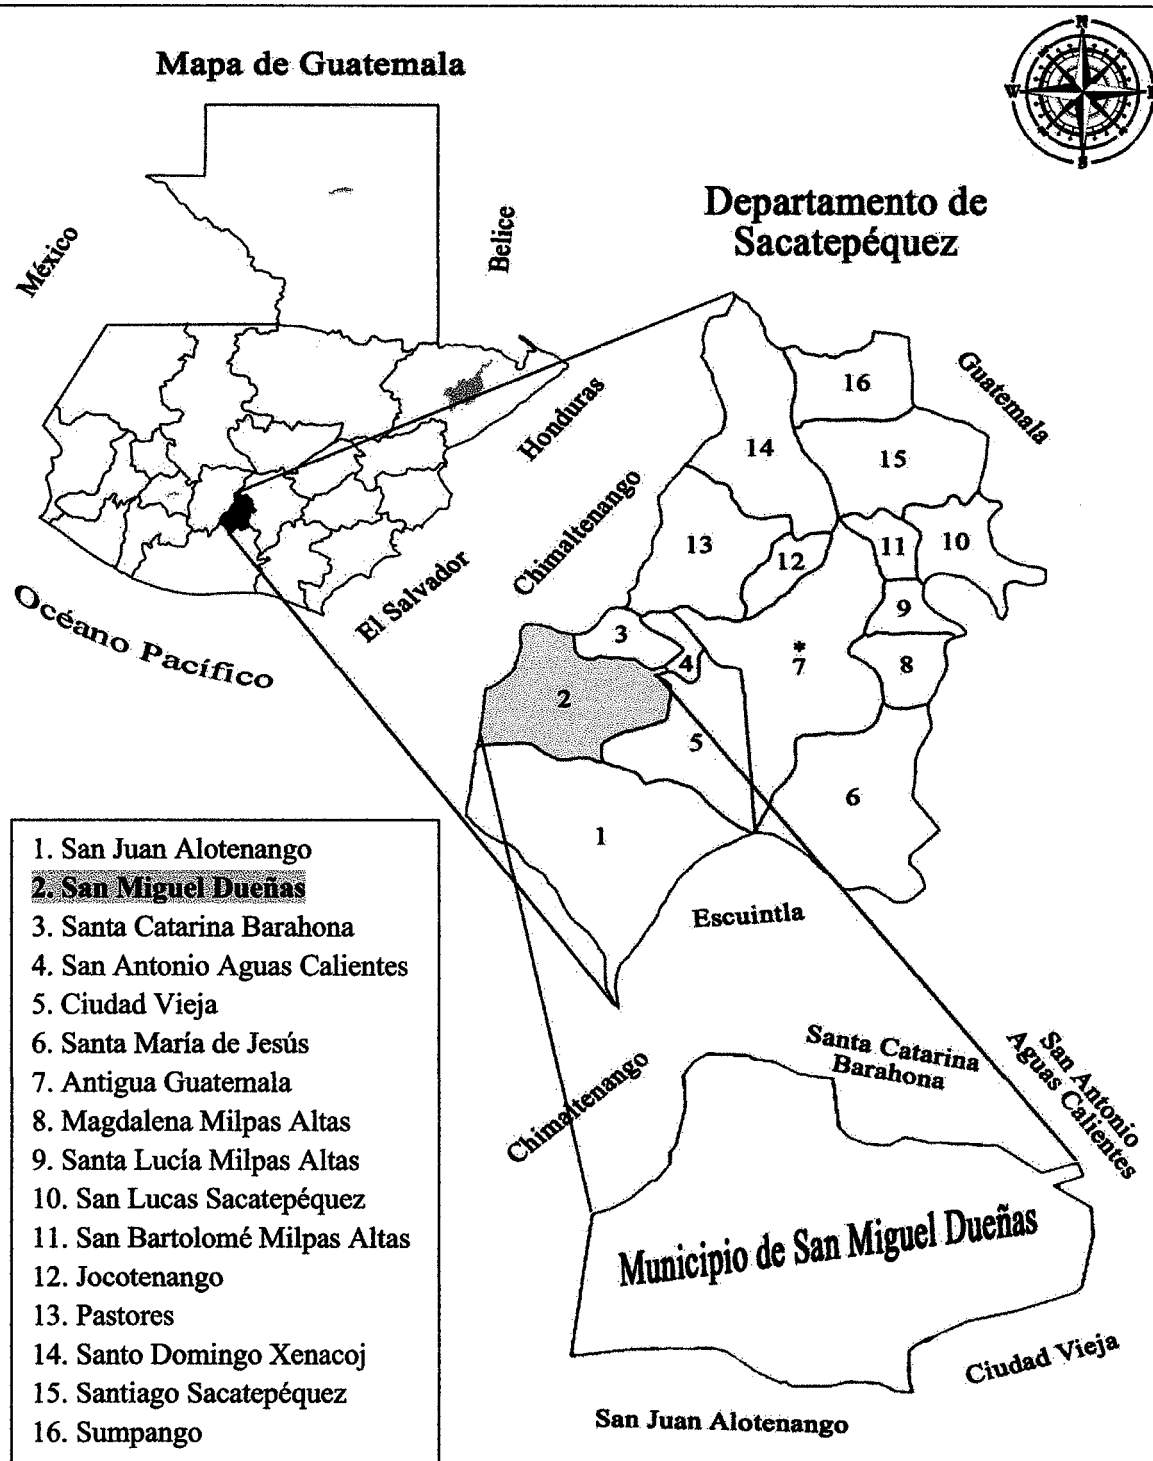 Mapa de Guatemala
N
W
S
Departamento de
Sacatepéquez
México
Belice
Honduras
El Salvador
Océano Pacífico
Guatemala
Chimaltenango
16
14
15
13
12
11
10
9
3
4
*
7
8
2
5
6
1
Escuintla
1. San Juan Alotenango
2. San Miguel Dueñas
3. Santa Catarina Barahona
4. San Antonio Aguas Calientes
5. Ciudad Vieja
6. Santa María de Jesús
7. Antigua Guatemala
8. Magdalena Milpas Altas
9. Santa Lucía Milpas Altas
10. San Lucas Sacatepéquez
11. San Bartolomé Milpas Altas
12. Jocotenango
13. Pastores
14. Santo Domingo Xenacoj
15. Santiago Sacatepéquez
16. Sumpango
Chimaltenango
Santa Catarina
Barahona
San Antonio
Aguas Calientes
Municipio de San Miguel Dueñas
Ciudad Vieja
San Juan Alotenango